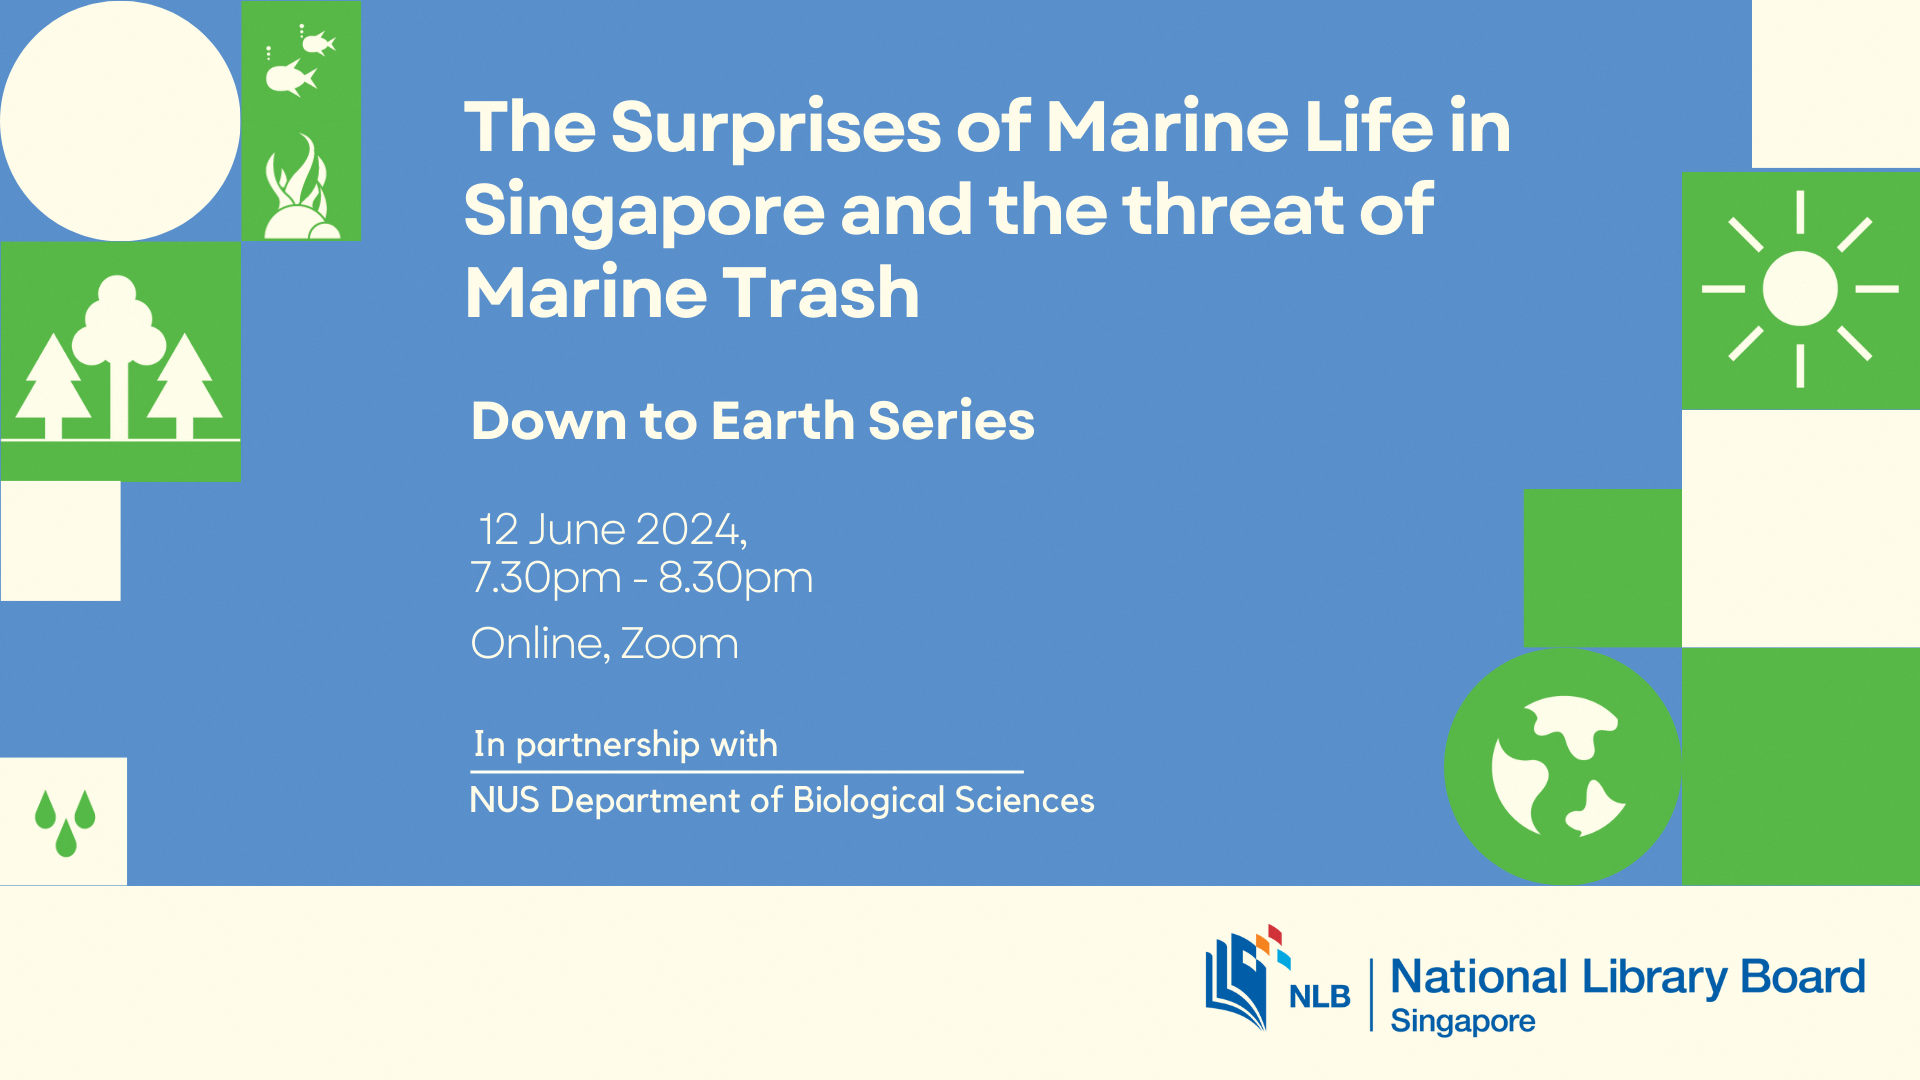 The Surprises of Marine Life in
Singapore and the threat of
Marine Trash
Down to Earth Series
12 June 2024,
7.30pm - 8.30pm
Online, Zoom
In partnership with
NUS Department of Biological Sciences
NLB
National Library Board
Singapore